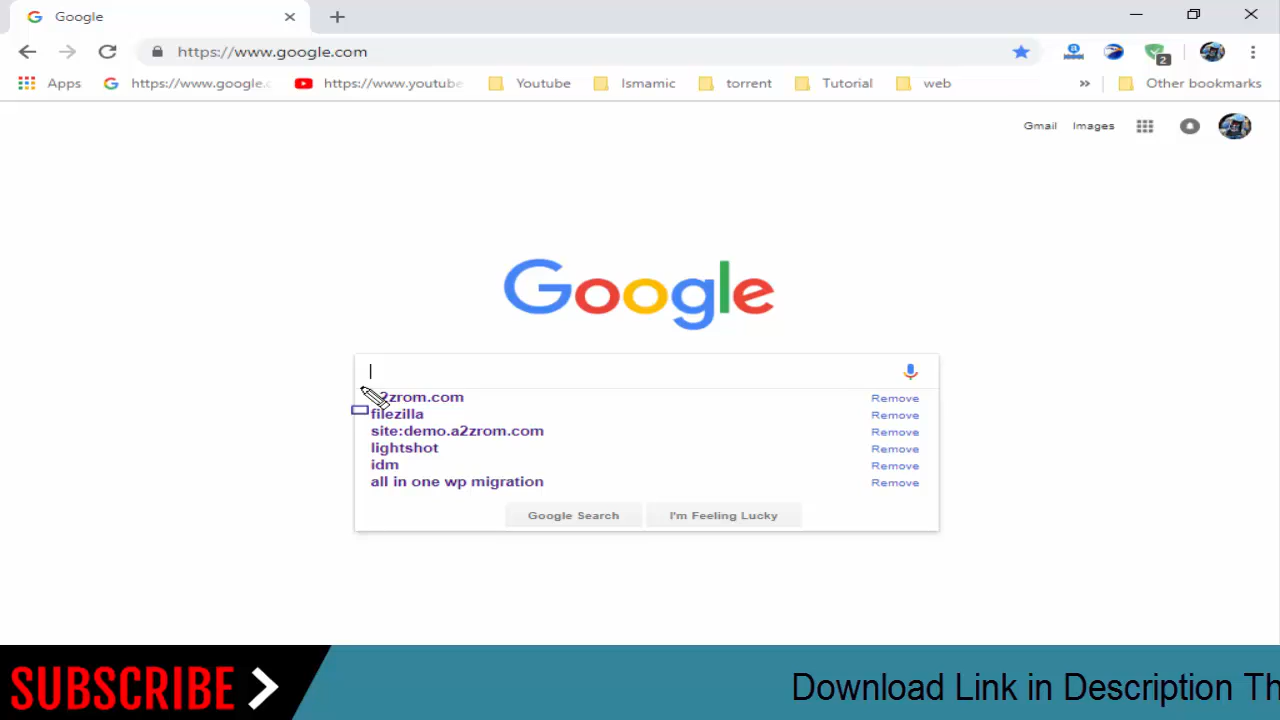 Google
https://www.google.com
2
Apps
https://www.google.c
https://www.youtube
Youtube
Ismamic
torrent
Tutorial
web
»
Other bookmarks
Gmail
Images
Google
2zrom.com
Remove
filezilla
Remove
site:demo.a2zrom.com
Remove
lightshot
Remove
idm
Remove
all in one wp migration
Remove
Google Search
I'm Feeling Lucky
SUBSCRIBE
Download Link in Description Th